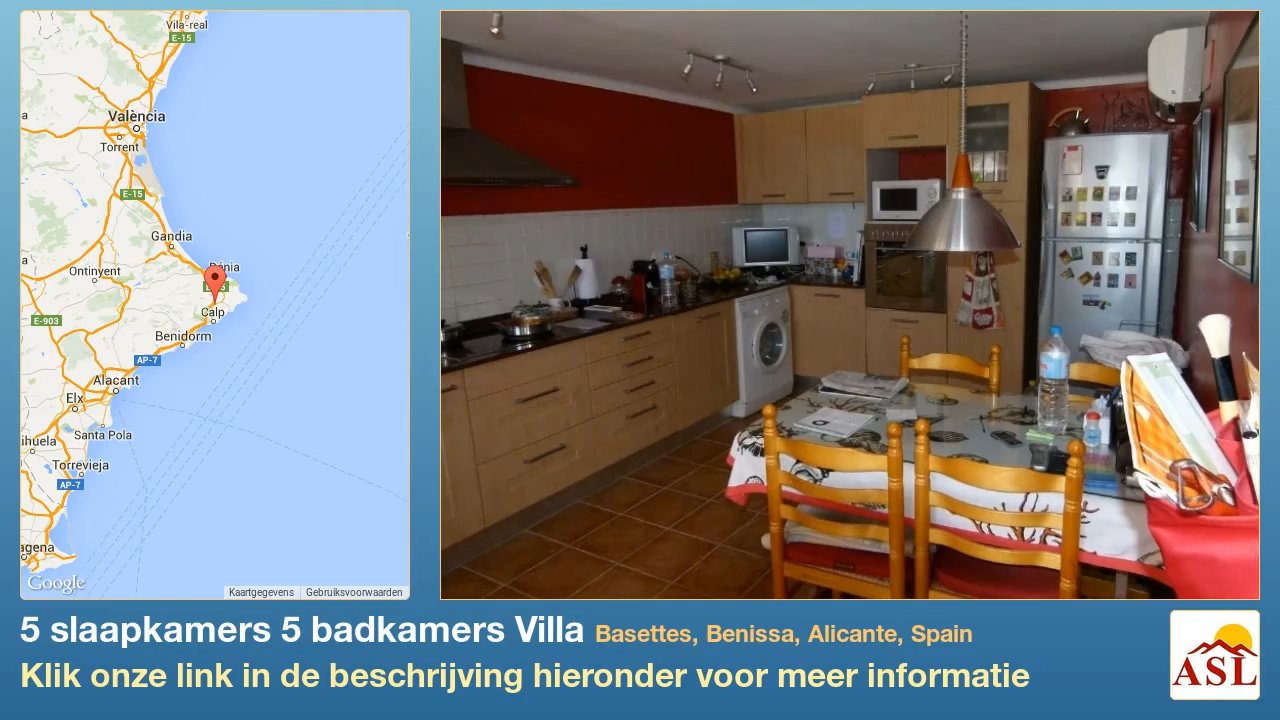 Vila-real
E-15
València
Torrent
E-15
Gandia
Ontinyent
Dénia
Calp
E-903
Benidorm
AP-7
Alacant
Elx
Santa Pola
Torrevieja
AP-7
Google
Kaartgegevens Gebruiksvoorwaarden
5 slaapkamers 5 badkamers Villa Basettes, Benissa, Alicante, Spain
Klik onze link in de beschrijving hieronder voor meer informatie
ASL